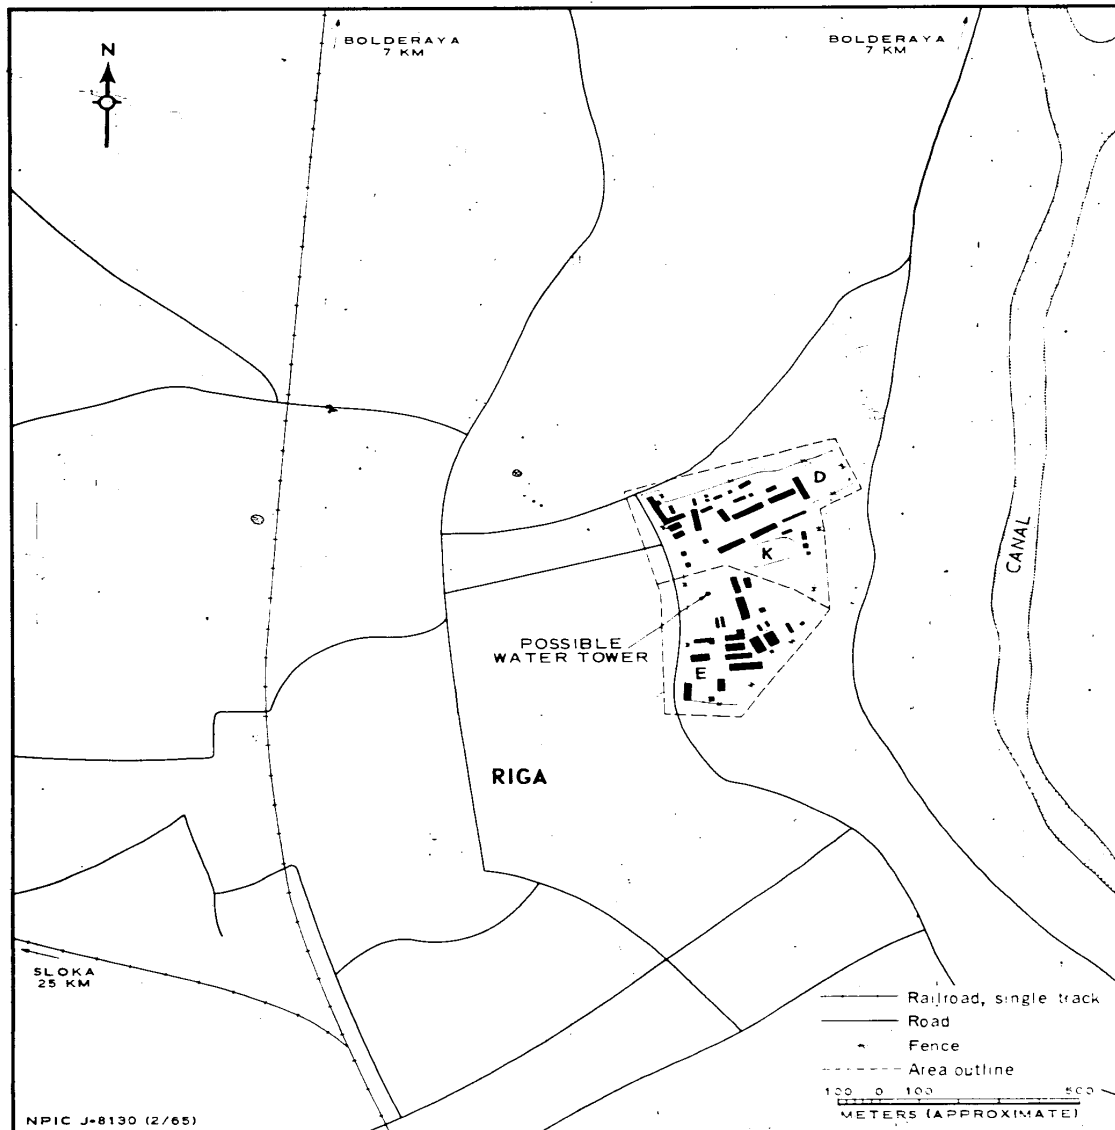 N
BOLDERAYA
7 KM
BOLDERAYA
7 KM
D
K
CANAL
POSSIBLE
WATER TOWER
E
RIGA
SLOKA
25 KM
Railroad, single track
Road
Fence
Area outline
100 0 100 500
METERS (APPROXIMATE)
NPIC J-8130 (2/65)